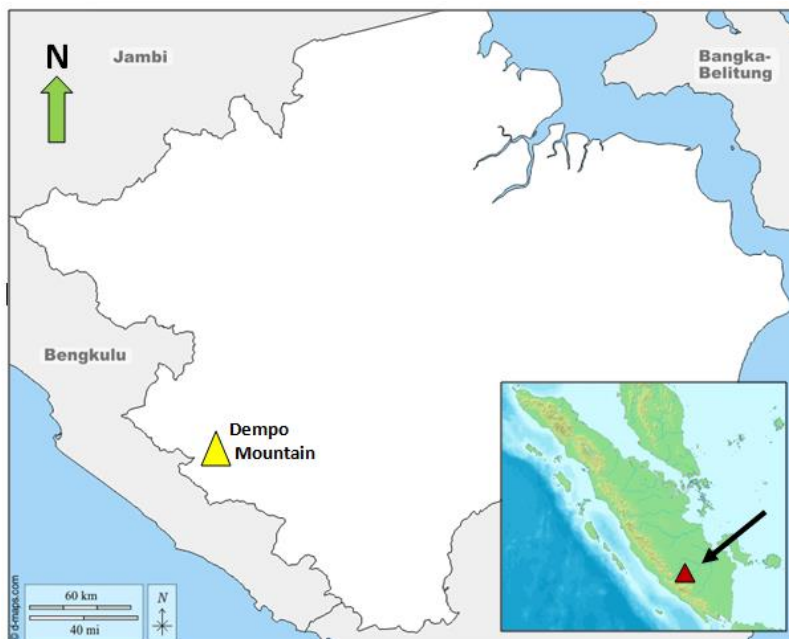 N
Jambi
Bangka-
Belitung
Bengkulu
Dempo
Mountain
60 km
40 mi
N
© d-maps.com